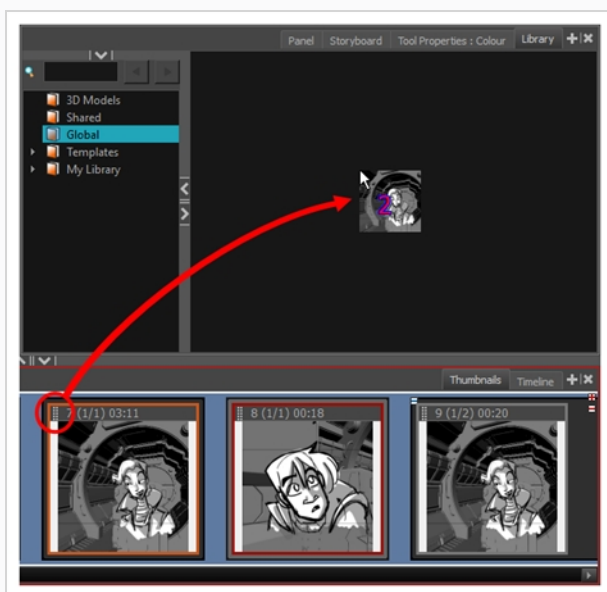 Panel Storyboard Tool Properties : Colour Library
3D Models
Shared
Global
Templates
My Library
2
Thumbnails Timeline
7 (1/1) 03:11 8 (1/1) 00:18 9 (1/2) 00:20